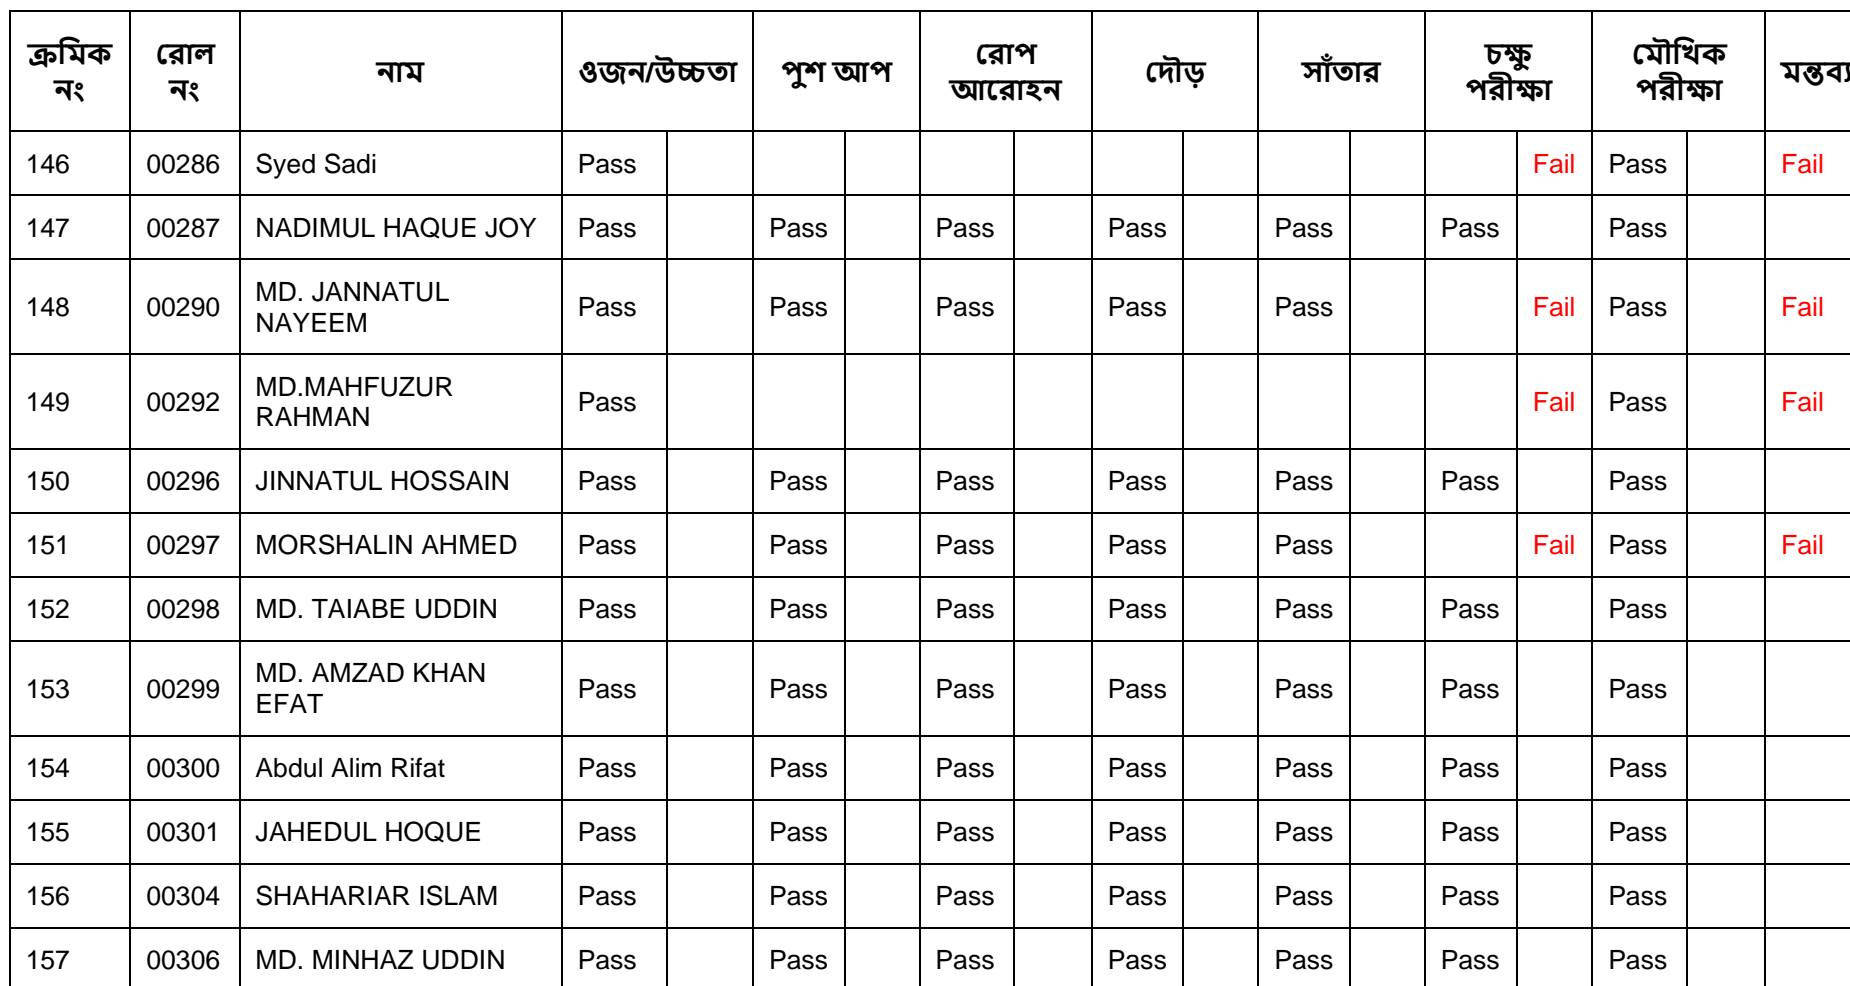 ক্রমিক নং রোল নং নাম ওজন/উচ্চতা পুশ আপ রোপ আরোহন দৌড় সাঁতার চক্ষু পরীক্ষা মৌখিক পরীক্ষা মন্তব্য
146 00286 Syed Sadi Pass Fail Pass Fail
147 00287 NADIMUL HAQUE JOY Pass Pass Pass Pass Pass Pass Pass
148 00290 MD. JANNATUL NAYEEM Pass Pass Pass Pass Pass Fail Pass Fail
149 00292 MD.MAHFUZUR RAHMAN Pass Fail Pass Fail
150 00296 JINNATUL HOSSAIN Pass Pass Pass Pass Pass Pass Pass
151 00297 MORSHALIN AHMED Pass Pass Pass Pass Pass Fail Pass Fail
152 00298 MD. TAIABE UDDIN Pass Pass Pass Pass Pass Pass Pass
153 00299 MD. AMZAD KHAN EFAT Pass Pass Pass Pass Pass Pass Pass
154 00300 Abdul Alim Rifat Pass Pass Pass Pass Pass Pass Pass
155 00301 JAHEDUL HOQUE Pass Pass Pass Pass Pass Pass Pass
156 00304 SHAHARIAR ISLAM Pass Pass Pass Pass Pass Pass Pass
157 00306 MD. MINHAZ UDDIN Pass Pass Pass Pass Pass Pass Pass